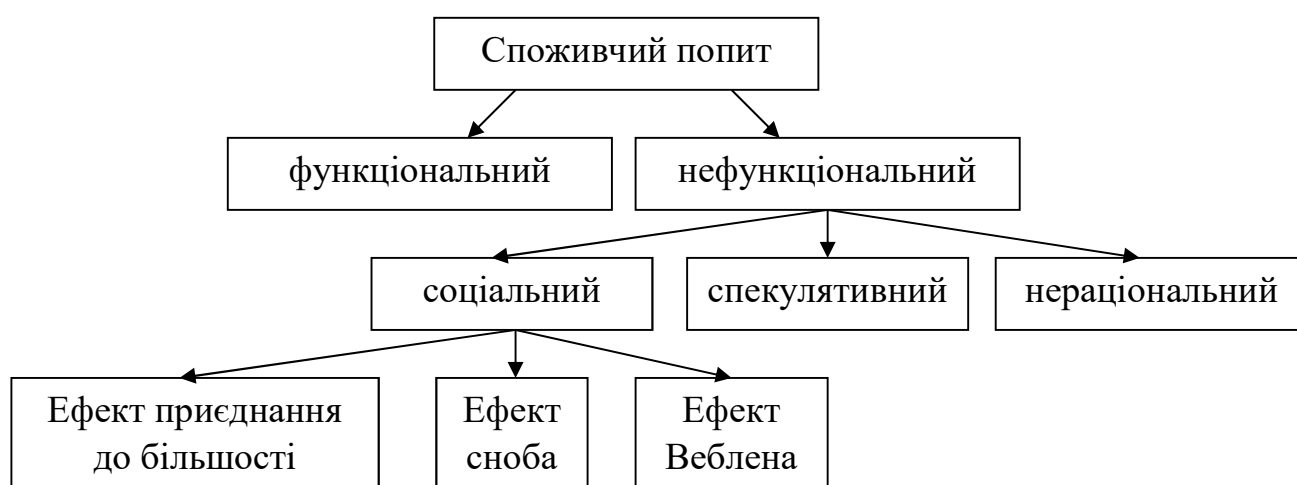 Споживчий попит
функціональний
нефункціональний
соціальний
спекулятивний
нераціональний
Ефект приєднання
до більшості
Ефект
сноба
Ефект
Веблена